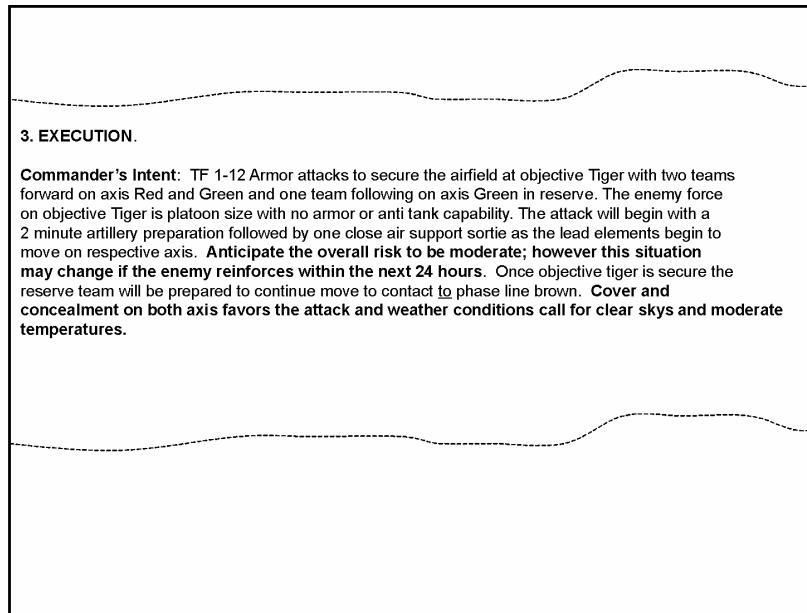 3. EXECUTION.
Commander's Intent: TF 1-12 Armor attacks to secure the airfield at objective Tiger with two teams
forward on axis Red and Green and one team following on axis Green in reserve. The enemy force
on objective Tiger is platoon size with no armor or anti tank capability. The attack will begin with a
2 minute artillery preparation followed by one close air support sortie as the lead elements begin to
move on respective axis. Anticipate the overall risk to be moderate; however this situation
may change if the enemy reinforces within the next 24 hours. Once objective tiger is secure the
reserve team will be prepared to continue move to contact to phase line brown. Cover and
concealment on both axis favors the attack and weather conditions call for clear skys and moderate
temperatures.